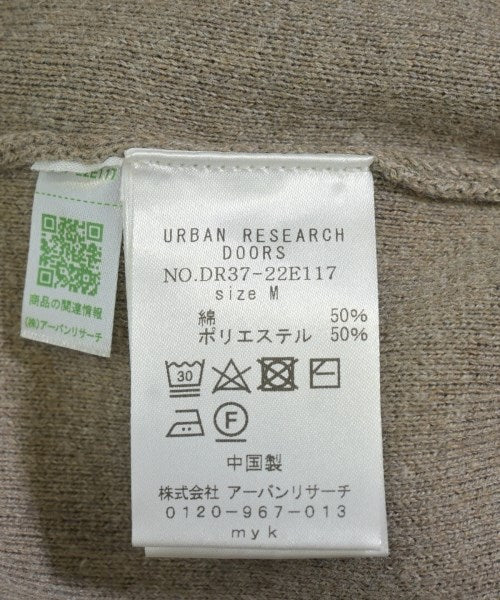 22E117
商品の関連情報
(株)アーバンリサーチ
URBAN RESEARCH
DOORS
NO.DR37-22E117
size M
綿 50%
ポリエステル 50%
30
F
中国製
株式会社 アーバンリサーチ
0120-967-013
myk